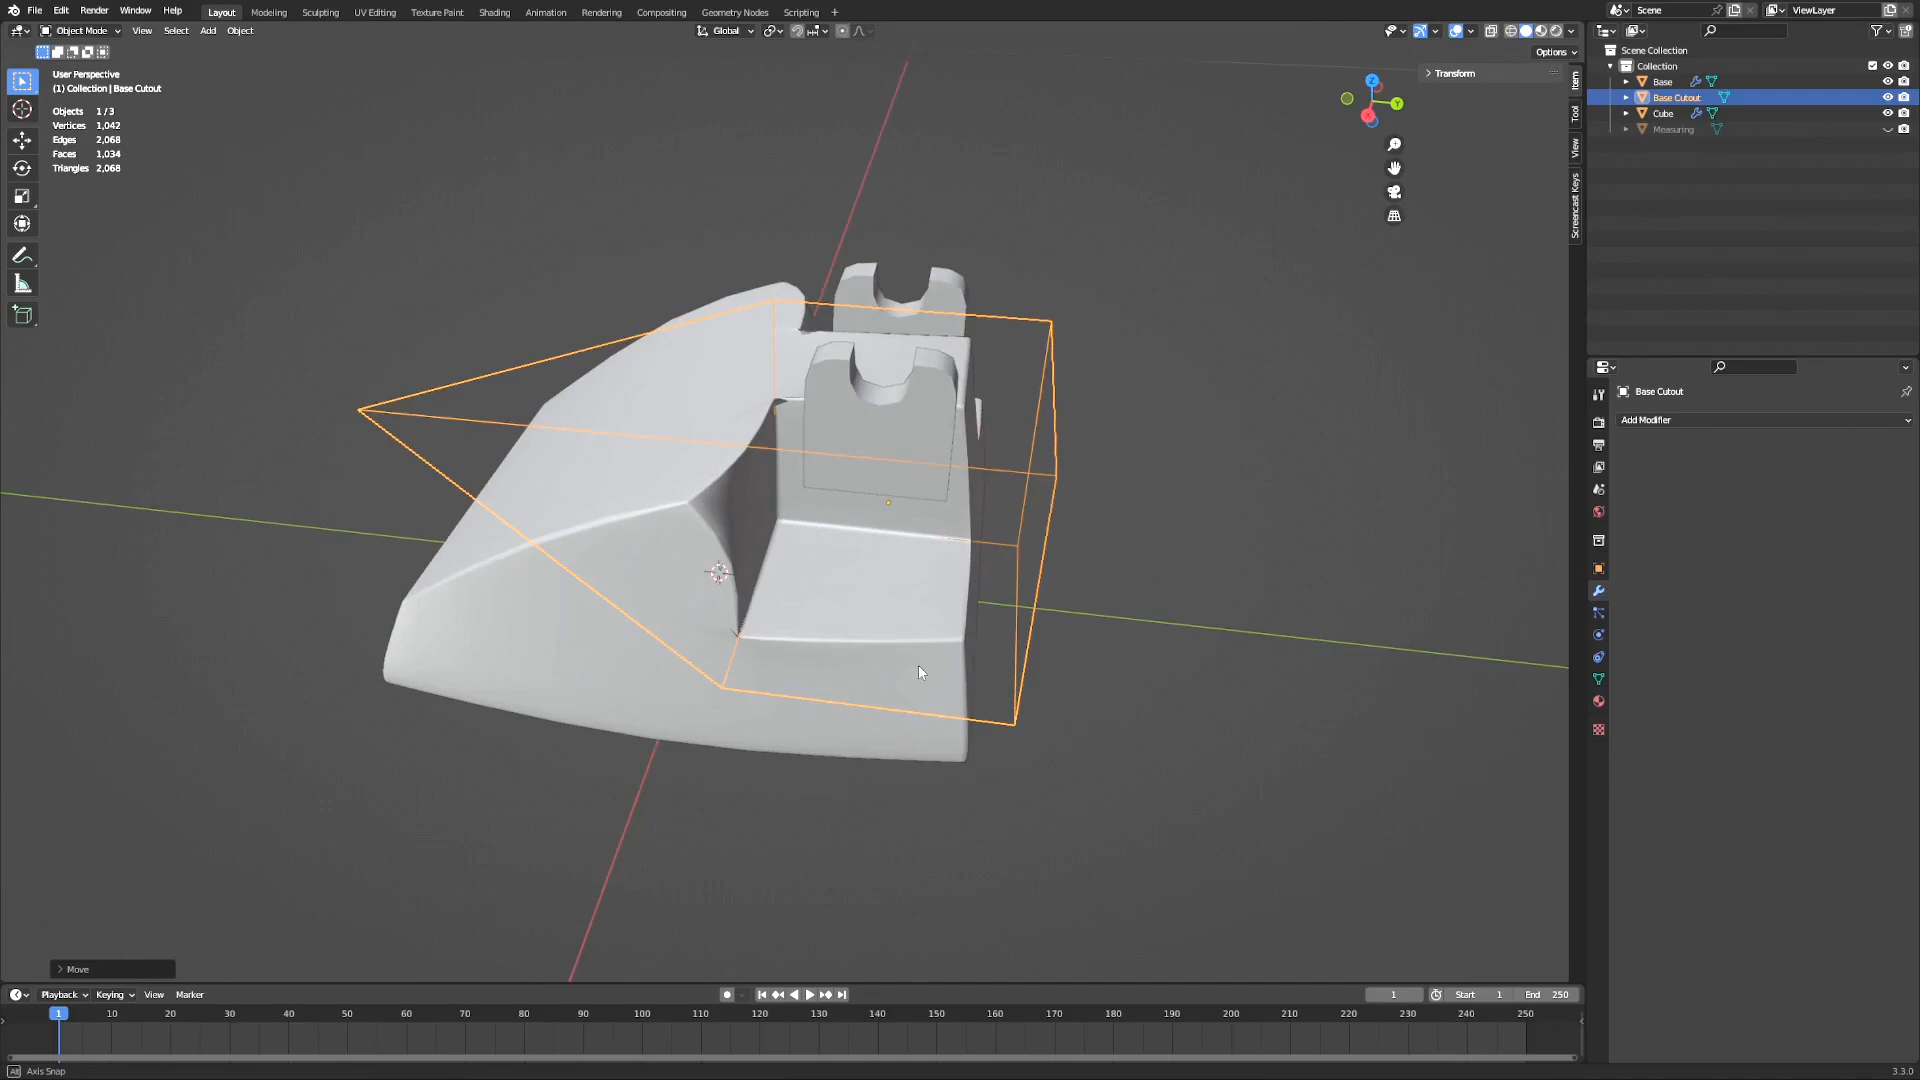 File Edit Render Window Help Layout Modeling Sculpting UV Editing Texture Paint Shading Animation Rendering Compositing Geometry Nodes Scripting + Scene ViewLayer
Object Mode View Select Add Object Global
Options
User Perspective
(1) Collection | Base Cutout
Objects 1 / 3
Vertices 1,042
Edges 2,068
Faces 1,034
Triangles 2,068
Transform
Z
Y
X
Item
Tool
View
Screencast Keys
Scene Collection
Collection
Base
Base Cutout
Cube
Measuring
Base Cutout
Add Modifier
Move
Playback Keying View Marker 1 Start 1 End 250
1 10 20 30 40 50 60 70 80 90 100 110 120 130 140 150 160 170 180 190 200 210 220 230 240 250
Alt Axis Snap 3.3.0